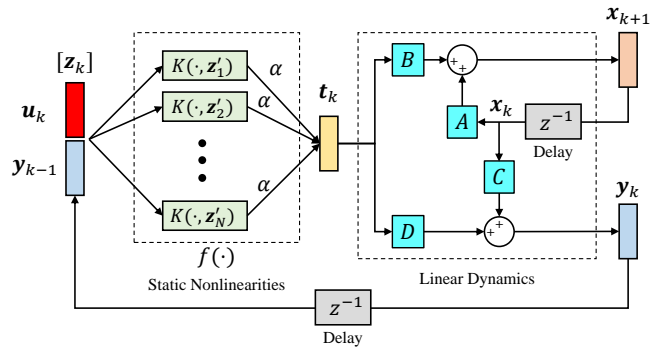 [z_k]
u_k
y_{k-1}
K(·, z'_1)
K(·, z'_2)
K(·, z'_N)
α
α
α
f(·)
Static Nonlinearities
t_k
B
+
+
A
x_k
z^{-1}
Delay
x_{k+1}
C
D
+
+
y_k
Linear Dynamics
z^{-1}
Delay